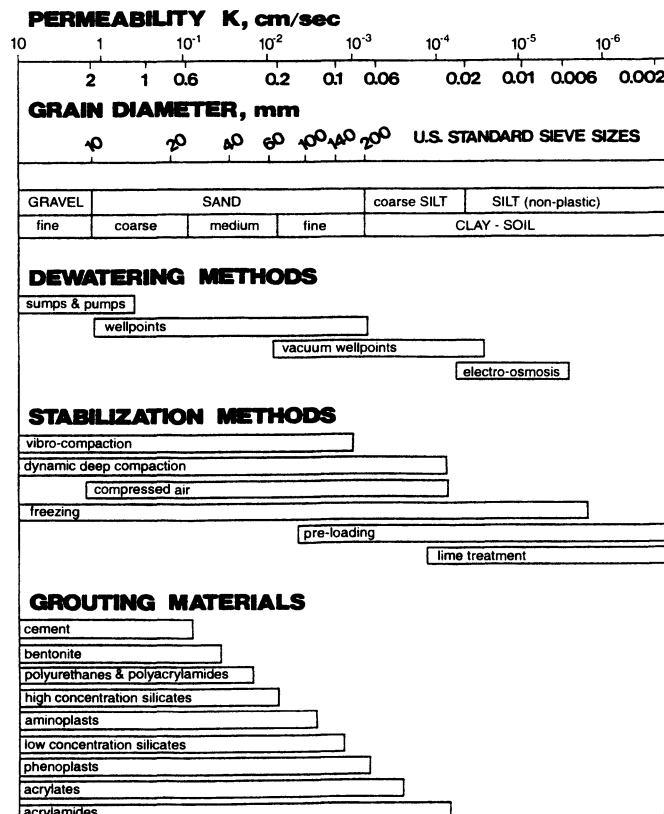 PERMEABILITY K, cm/sec
10 1 10⁻¹ 10⁻² 10⁻³ 10⁻⁴ 10⁻⁵ 10⁻⁶
2 1 0.6 0.2 0.1 0.06 0.02 0.01 0.006 0.002
GRAIN DIAMETER, mm
10 20 40 60 100 140 200 U.S. STANDARD SIEVE SIZES
GRAVEL SAND coarse SILT SILT (non-plastic)
fine coarse medium fine CLAY - SOIL
DEWATERING METHODS
sumps & pumps
wellpoints
vacuum wellpoints
electro-osmosis
STABILIZATION METHODS
vibro-compaction
dynamic deep compaction
compressed air
freezing
pre-loading
lime treatment
GROUTING MATERIALS
cement
bentonite
polyurethanes & polyacrylamides
high concentration silicates
aminoplasts
low concentration silicates
phenoplasts
acrylates
acrylamides